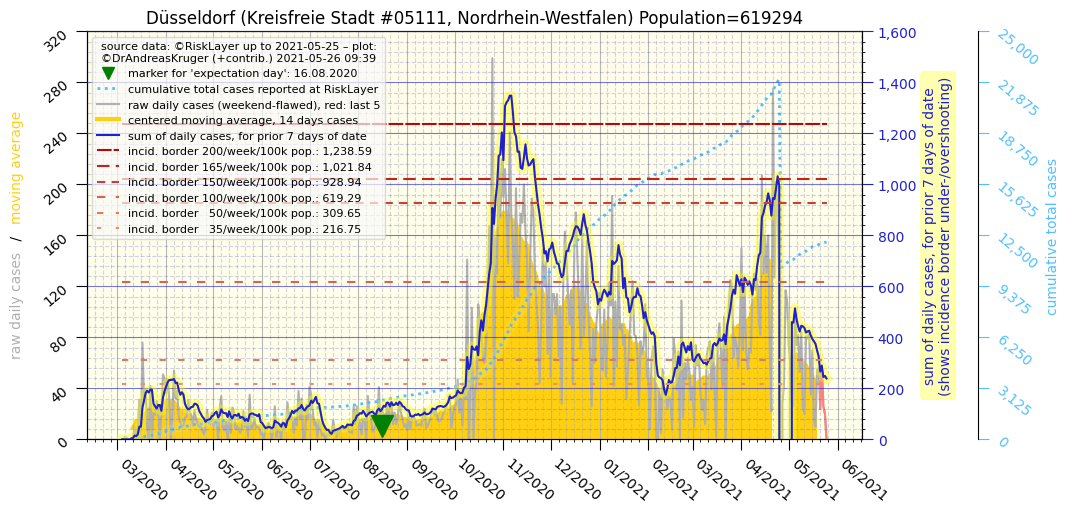 Düsseldorf (Kreisfreie Stadt #05111, Nordrhein-Westfalen) Population=619294
source data: ©RiskLayer up to 2021-05-25 – plot:
©DrAndreasKruger (+contrib.) 2021-05-26 09:39
marker for 'expectation day': 16.08.2020
cumulative total cases reported at RiskLayer
raw daily cases (weekend-flawed), red: last 5
centered moving average, 14 days cases
sum of daily cases, for prior 7 days of date
incid. border 200/week/100k pop.: 1,238.59
incid. border 165/week/100k pop.: 1,021.84
incid. border 150/week/100k pop.: 928.94
incid. border 100/week/100k pop.: 619.29
incid. border 50/week/100k pop.: 309.65
incid. border 35/week/100k pop.: 216.75
raw daily cases / moving average
320
280
240
200
160
120
80
40
0
03/2020
04/2020
05/2020
06/2020
07/2020
08/2020
09/2020
10/2020
11/2020
12/2020
01/2021
02/2021
03/2021
04/2021
05/2021
06/2021
1,600
1,400
1,200
1,000
800
600
400
200
0
sum of daily cases, for prior 7 days of date
(shows incidence border under-/overshooting)
25,000
21,875
18,750
15,625
12,500
9,375
6,250
3,125
0
cumulative total cases